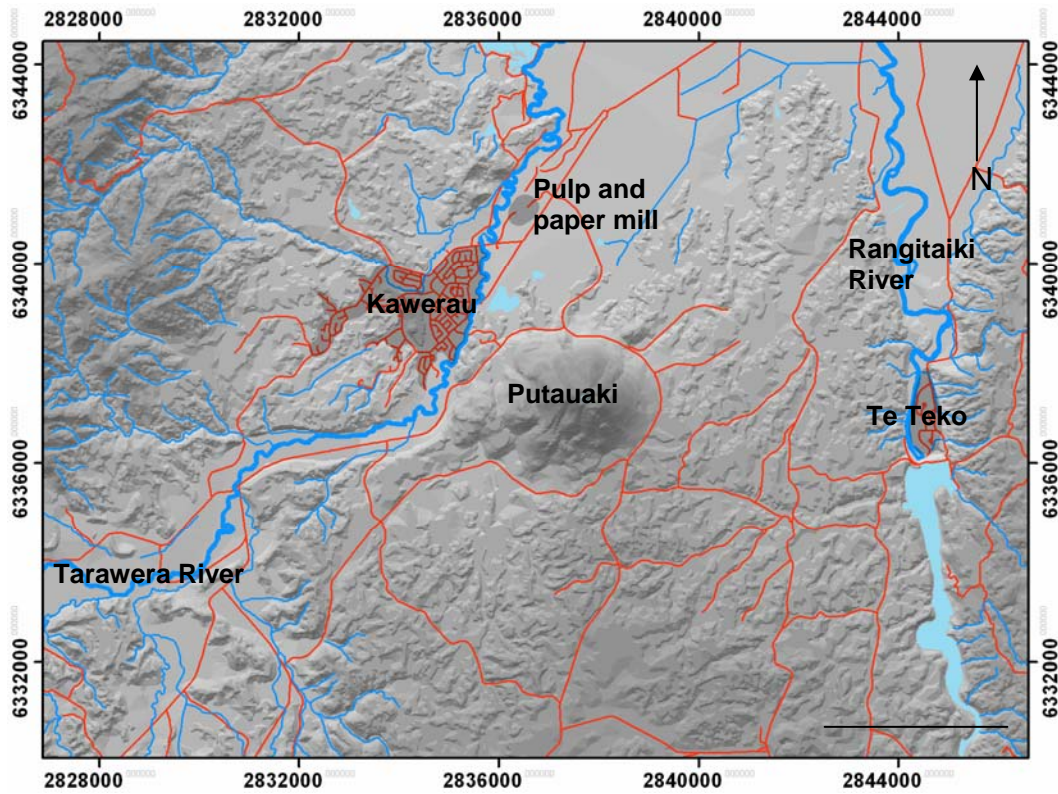 2828000 2832000 2836000 2840000 2844000
6344000 6344000
N
Pulp and
paper mill
Rangitaiki
River
6340000 6340000
Kawerau
Putauaki
Te Teko
6336000 6336000
Tarawera River
6332000 6332000
2828000 2832000 2836000 2840000 2844000